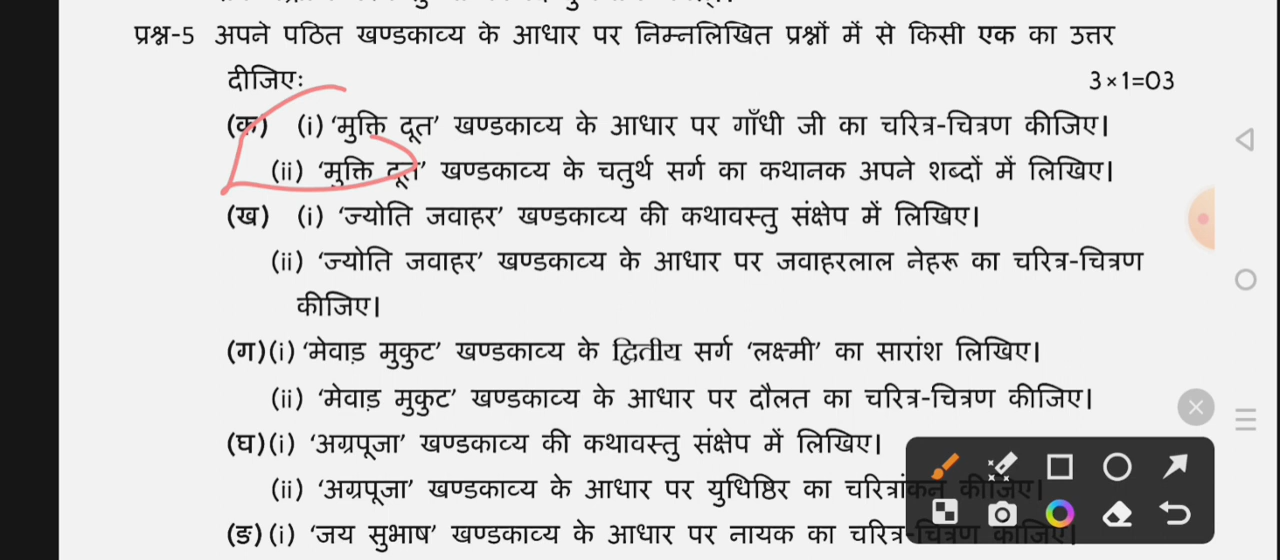 प्रश्न-5 अपने पठित खण्डकाव्य के आधार पर निम्नलिखित प्रश्नों में से किसी एक का उत्तर
दीजिए: 3×1=03
(क) (i) ‘मुक्ति दूत’ खण्डकाव्य के आधार पर गाँधी जी का चरित्र-चित्रण कीजिए।
(ii) ‘मुक्ति दूत’ खण्डकाव्य के चतुर्थ सर्ग का कथानक अपने शब्दों में लिखिए।
(ख) (i) ‘ज्योति जवाहर’ खण्डकाव्य की कथावस्तु संक्षेप में लिखिए।
(ii) ‘ज्योति जवाहर’ खण्डकाव्य के आधार पर जवाहरलाल नेहरू का चरित्र-चित्रण
कीजिए।
(ग)(i) ‘मेवाड़ मुकुट’ खण्डकाव्य के द्वितीय सर्ग ‘लक्ष्मी’ का सारांश लिखिए।
(ii) ‘मेवाड़ मुकुट’ खण्डकाव्य के आधार पर दौलत का चरित्र-चित्रण कीजिए।
(घ)(i) ‘अग्रपूजा’ खण्डकाव्य की कथावस्तु संक्षेप में लिखिए।
(ii) ‘अग्रपूजा’ खण्डकाव्य के आधार पर युधिष्ठिर का चरित्रांकन कीजिए।
(ङ)(i) ‘जय सुभाष’ खण्डकाव्य के आधार पर नायक का चरित्र-चित्रण कीजिए।